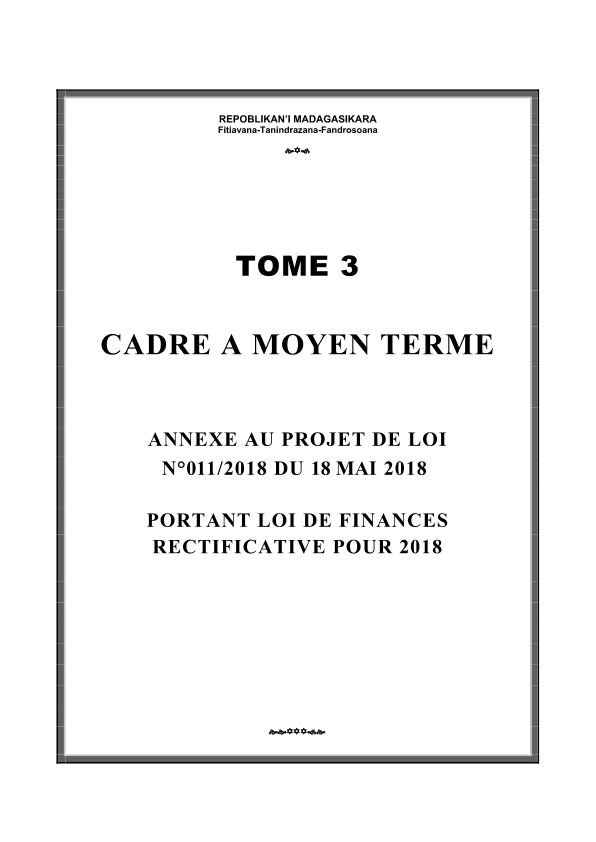 REPOBLIKAN'I MADAGASIKARA
Fitiavana-Tanindrazana-Fandrosoana
TOME 3
CADRE A MOYEN TERME
ANNEXE AU PROJET DE LOI
N°011/2018 DU 18 MAI 2018
PORTANT LOI DE FINANCES
RECTIFICATIVE POUR 2018